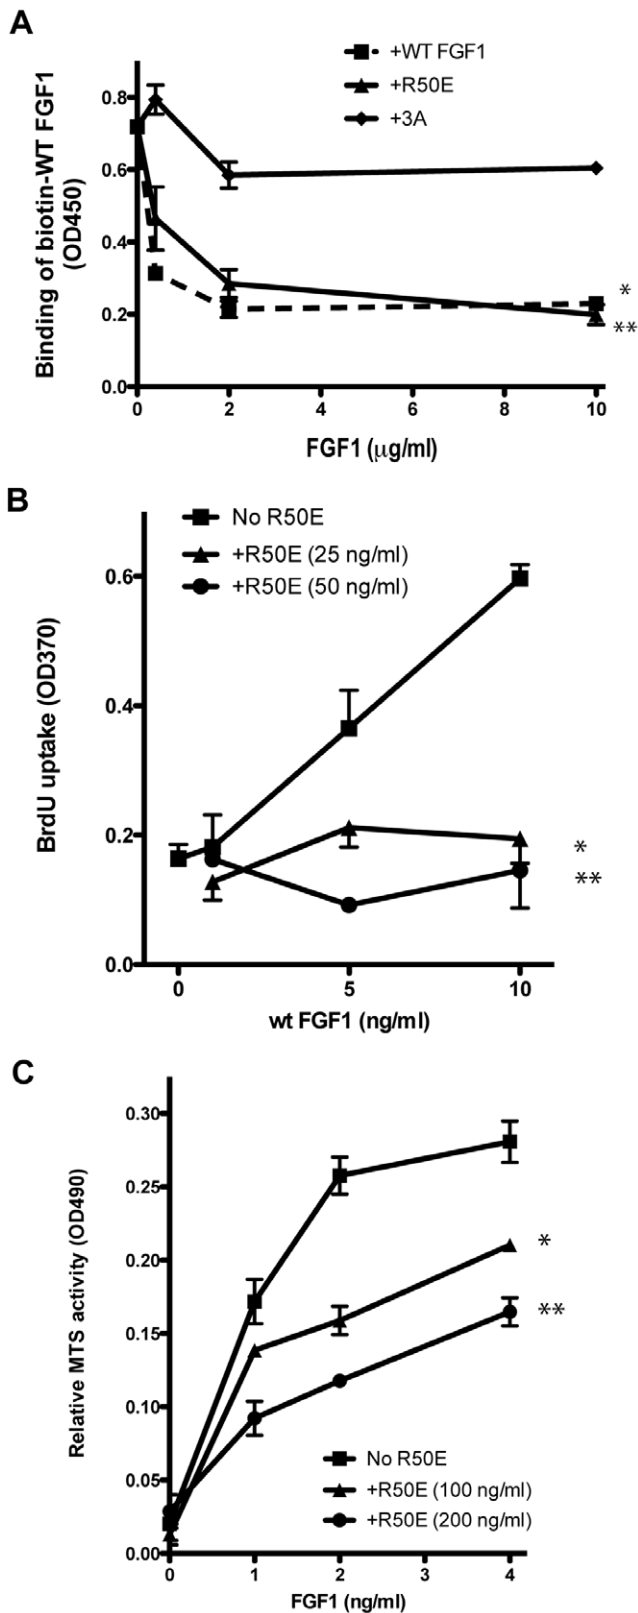 A
+WT FGF1
+R50E
+3A
Binding of biotin-WT FGF1
(OD450)
0.8
0.6
0.4
0.2
0.0
*
**
0 2 4 6 8 10
FGF1 (μg/ml)
B
No R50E
+R50E (25 ng/ml)
+R50E (50 ng/ml)
BrdU uptake (OD370)
0.6
0.4
0.2
0.0
*
**
0 5 10
wt FGF1 (ng/ml)
C
Relative MTS activity (OD490)
0.30
0.25
0.20
0.15
0.10
0.05
0.00
*
**
No R50E
+R50E (100 ng/ml)
+R50E (200 ng/ml)
0 1 2 3 4
FGF1 (ng/ml)